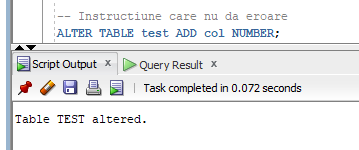 -- Instructiune care nu da eroare
ALTER TABLE test ADD col NUMBER;
Script Output x Query Result x
Task completed in 0.072 seconds
Table TEST altered.